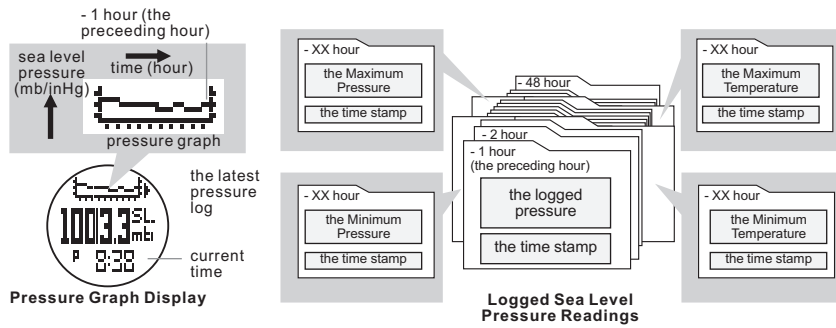 - 1 hour (the
preceeding hour)
sea level
pressure
(mb/inHg)
time (hour)
pressure graph
the latest
pressure
log
1003.3 SL.
mb
P 8:38
current
time
Pressure Graph Display
- XX hour
the Maximum
Pressure
the time stamp
- XX hour
the Minimum
Pressure
the time stamp
- 48 hour
- 2 hour
- 1 hour
(the preceding hour)
the logged
pressure
the time stamp
- XX hour
the Maximum
Temperature
the time stamp
- XX hour
the Minimum
Temperature
the time stamp
Logged Sea Level
Pressure Readings